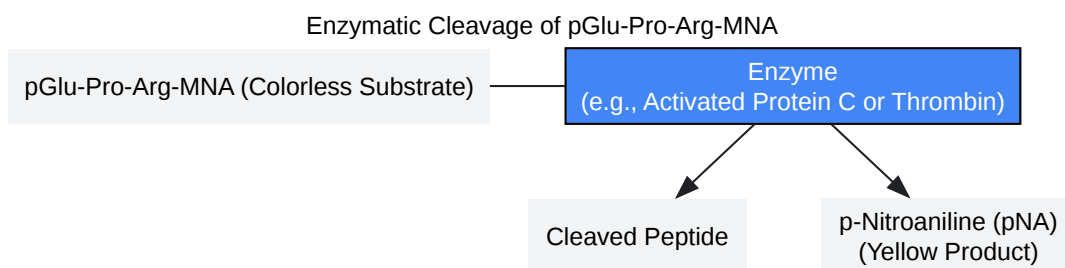 Enzymatic Cleavage of pGlu-Pro-Arg-MNA
pGlu-Pro-Arg-MNA (Colorless Substrate)
Enzyme
(e.g., Activated Protein C or Thrombin)
Cleaved Peptide
p-Nitroaniline (pNA)
(Yellow Product)